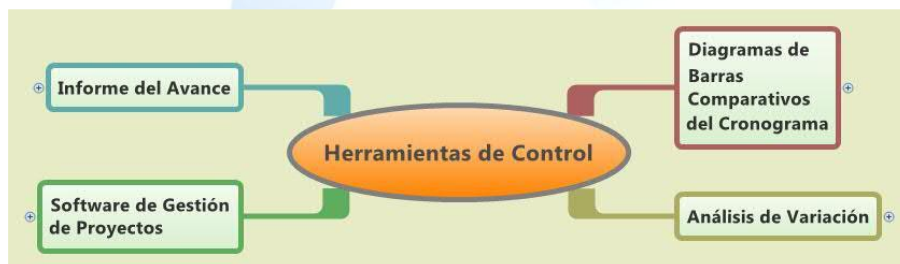 Informe del Avance
Software de Gestión
de Proyectos
Herramientas de Control
Diagramas de
Barras
Comparativos
del Cronograma
Análisis de Variación